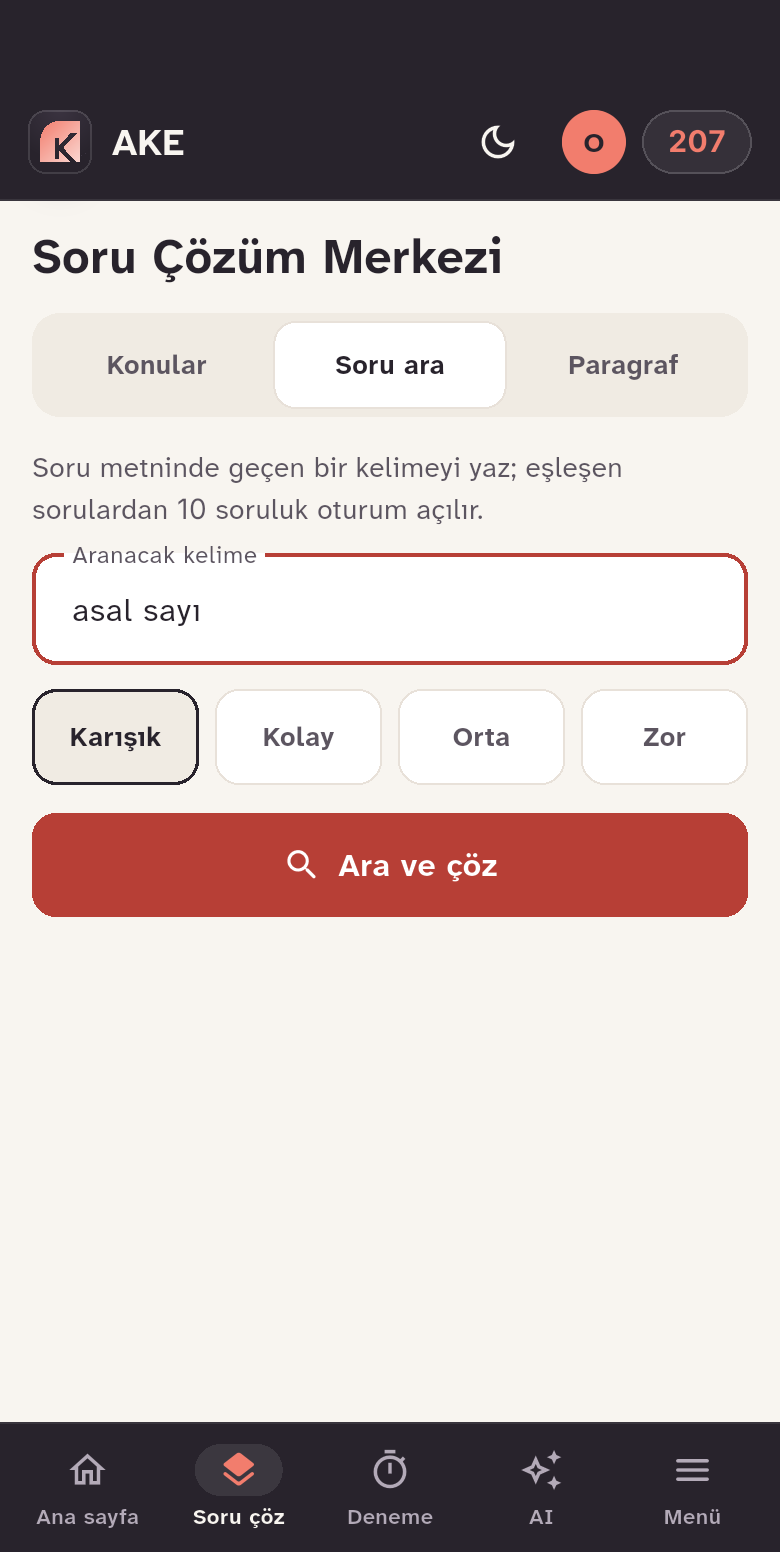 K
AKE
O
207
Soru Çözüm Merkezi
Konular
Soru ara
Paragraf
Soru metninde geçen bir kelimeyi yaz; eşleşen
sorulardan 10 soruluk oturum açılır.
Aranacak kelime
asal sayı
Karışık
Kolay
Orta
Zor
Ara ve çöz
Ana sayfa
Soru çöz
Deneme
AI
Menü